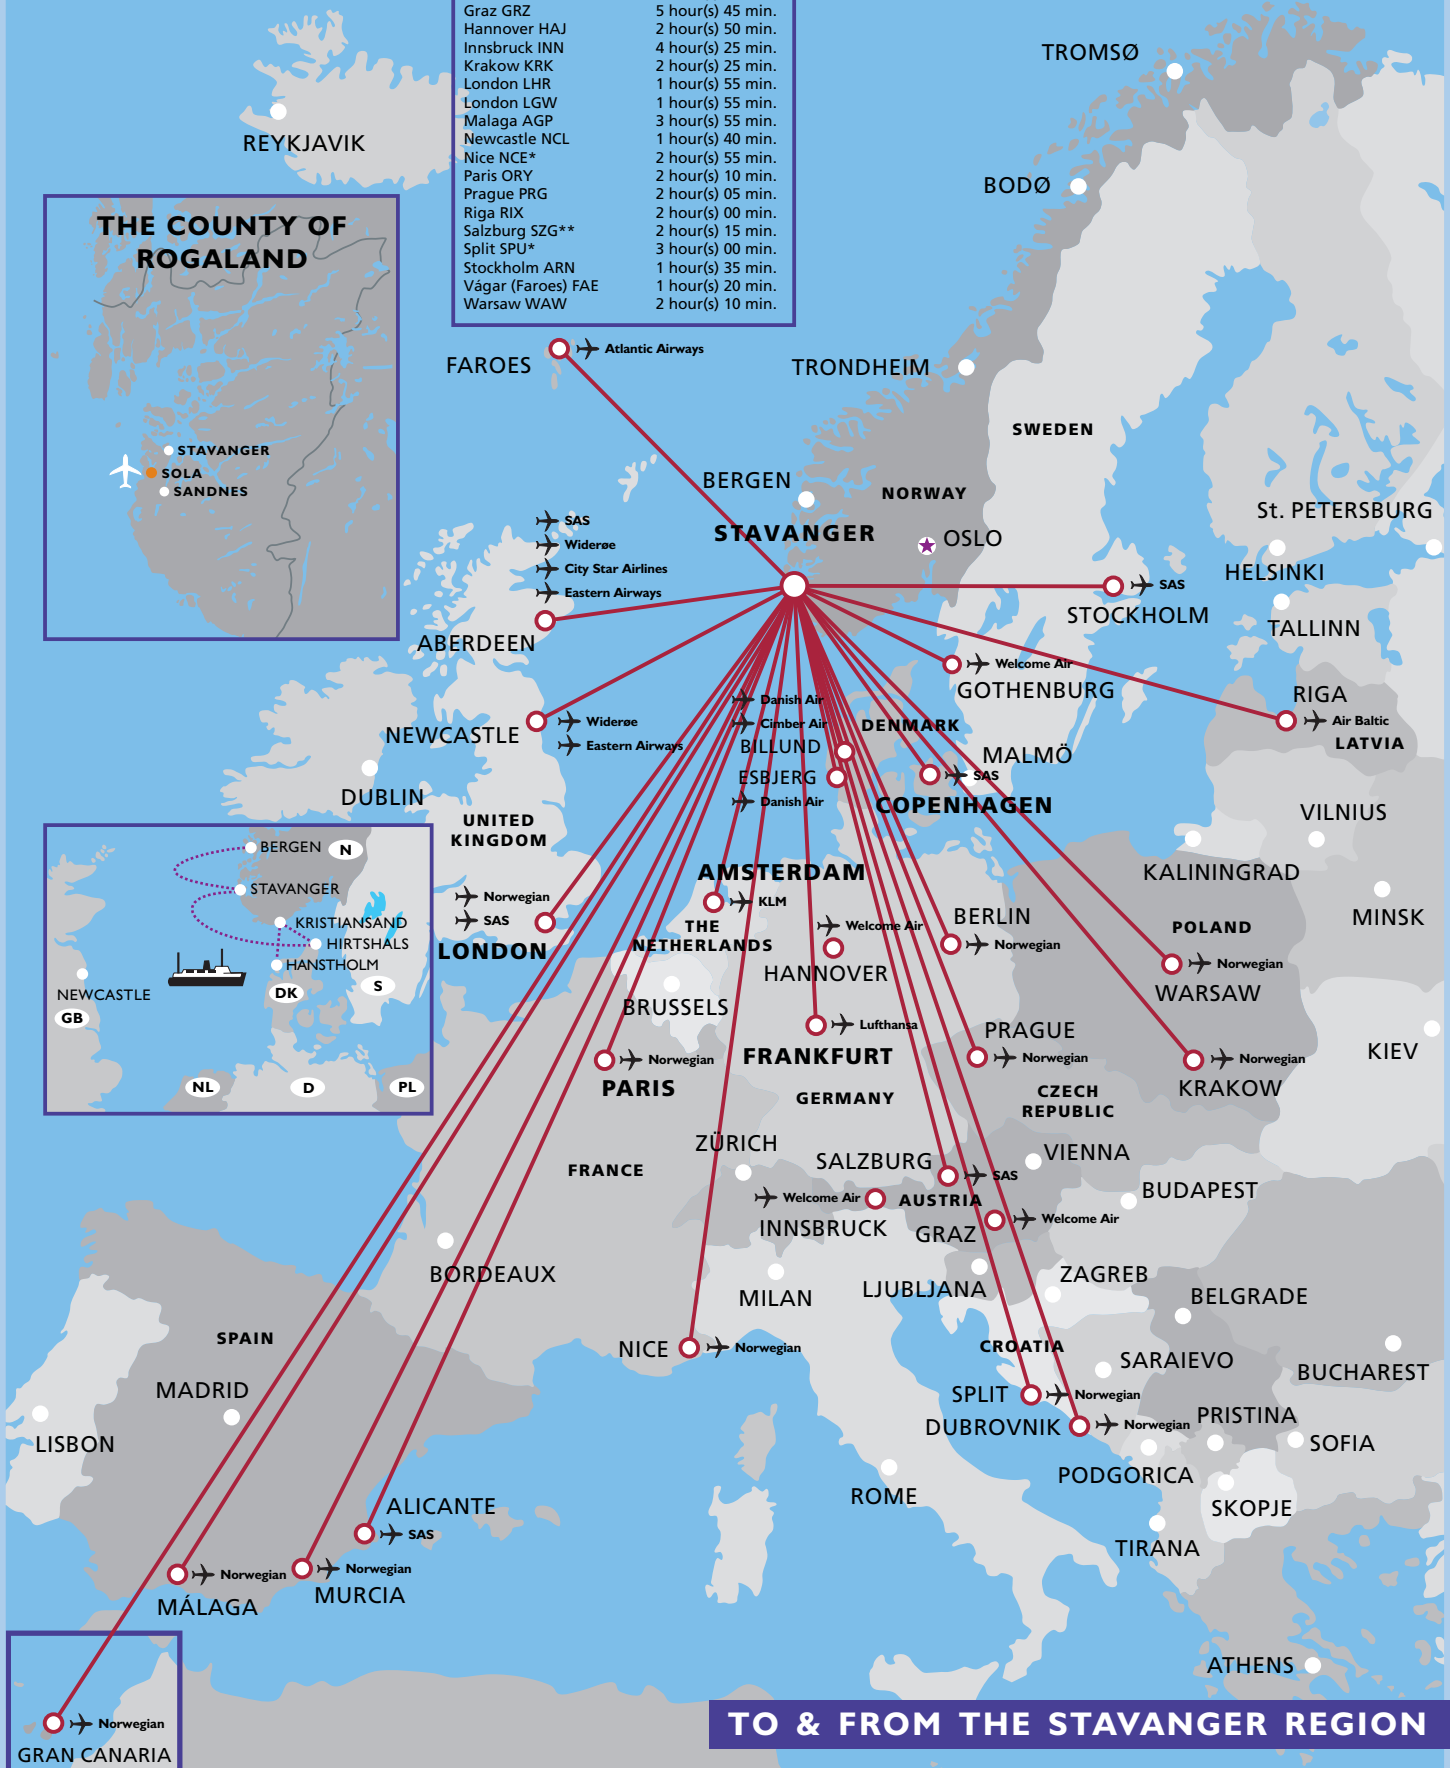 Graz GRZ 5 hour(s) 45 min.
Hannover HAJ 2 hour(s) 50 min.
Innsbruck INN 4 hour(s) 25 min.
Krakow KRK 2 hour(s) 25 min.
London LHR 1 hour(s) 55 min.
London LGW 1 hour(s) 55 min.
Malaga AGP 3 hour(s) 55 min.
Newcastle NCL 1 hour(s) 40 min.
Nice NCE* 2 hour(s) 55 min.
Paris ORY 2 hour(s) 10 min.
Prague PRG 2 hour(s) 05 min.
Riga RIX 2 hour(s) 00 min.
Salzburg SZG** 2 hour(s) 15 min.
Split SPU* 3 hour(s) 00 min.
Stockholm ARN 1 hour(s) 35 min.
Vágar (Faroes) FAE 1 hour(s) 20 min.
Warsaw WAW 2 hour(s) 10 min.
TROMSØ
REYKJAVIK
BODØ
THE COUNTY OF
ROGALAND
STAVANGER
SOLA
SANDNES
Atlantic Airways
FAROES
TRONDHEIM
SWEDEN
BERGEN
NORWAY
STAVANGER
OSLO
St. PETERSBURG
HELSINKI
TALLINN
SAS
Widerøe
City Star Airlines
Eastern Airways
ABERDEEN
SAS
STOCKHOLM
Welcome Air
GOTHENBURG
RIGA
Air Baltic
LATVIA
NEWCASTLE
Widerøe
Eastern Airways
Danish Air
Cimber Air
BILLUND
ESBJERG
Danish Air
DENMARK
MALMÖ
SAS
COPENHAGEN
DUBLIN
UNITED
KINGDOM
VILNIUS
KALININGRAD
MINSK
BERGEN
N
STAVANGER
KRISTIANSAND
HIRTSHALS
HANSTHOLM
NEWCASTLE
GB
DK
S
NL
D
PL
Norwegian
SAS
LONDON
AMSTERDAM
KLM
THE
NETHERLANDS
Welcome Air
HANNOVER
BERLIN
Norwegian
POLAND
Norwegian
WARSAW
BRUSSELS
Lufthansa
FRANKFURT
Norwegian
PARIS
PRAGUE
Norwegian
Norwegian
KRAKOW
KIEV
GERMANY
CZECH
REPUBLIC
ZÜRICH
FRANCE
SALZBURG
SAS
VIENNA
Welcome Air
INNSBRUCK
AUSTRIA
GRAZ
Welcome Air
BUDAPEST
BORDEAUX
MILAN
LJUBLJANA
ZAGREB
BELGRADE
SPAIN
NICE
Norwegian
CROATIA
SARAIEVO
BUCHAREST
MADRID
SPLIT
Norwegian
DUBROVNIK
Norwegian
PRISTINA
SOFIA
LISBON
PODGORICA
SKOPJE
ROME
TIRANA
ALICANTE
SAS
Norwegian
MÁLAGA
Norwegian
MURCIA
ATHENS
Norwegian
GRAN CANARIA
TO & FROM THE STAVANGER REGION